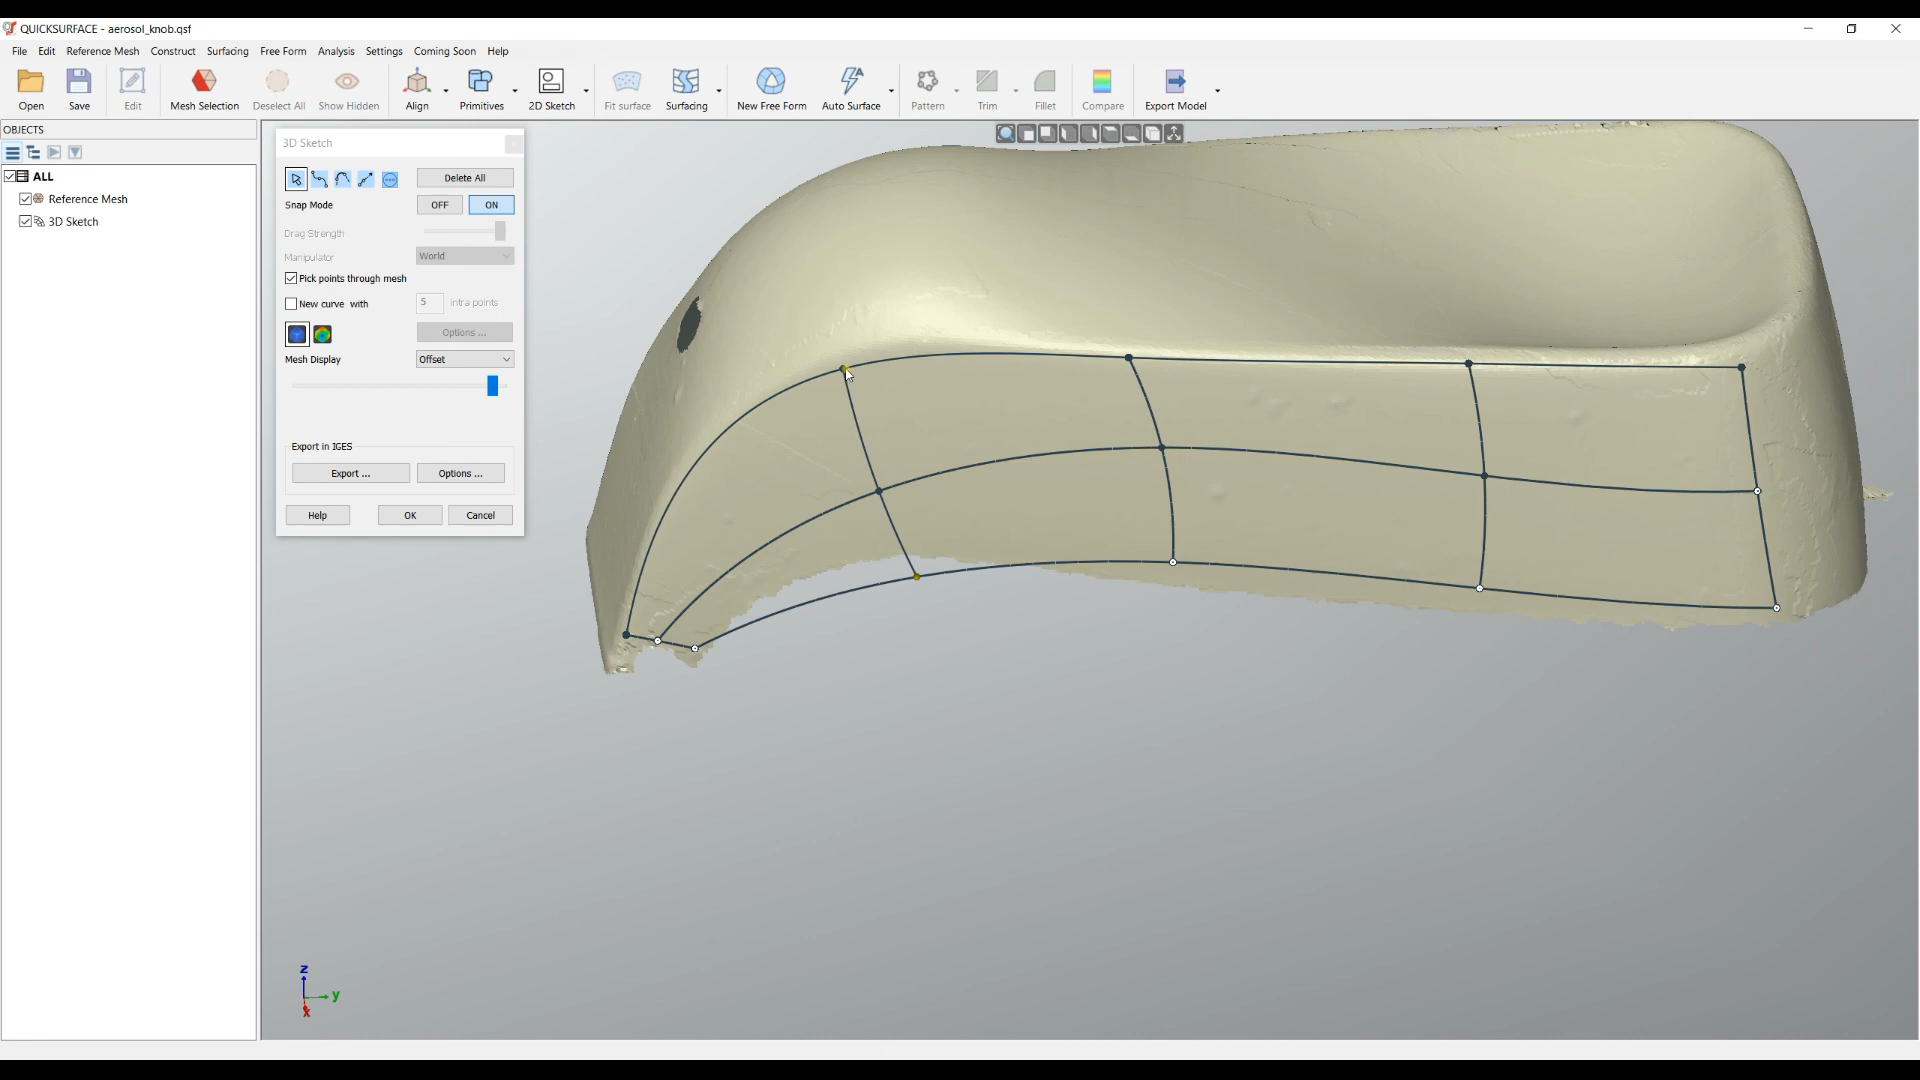 QUICKSURFACE - aerosol_knob.qsf
File Edit Reference Mesh Construct Surfacing Free Form Analysis Settings Coming Soon Help
Open Save Edit Mesh Selection Deselect All Show Hidden Align Primitives 2D Sketch Fit surface Surfacing New Free Form Auto Surface Pattern Trim Fillet Compare Export Model
OBJECTS
ALL
Reference Mesh
3D Sketch
3D Sketch
Delete All
Snap Mode OFF ON
Drag Strength
Manipulator World
Pick points through mesh
New curve with 5 intra points
Options ...
Mesh Display Offset
Export in IGES
Export ... Options ...
Help OK Cancel
z
y
x